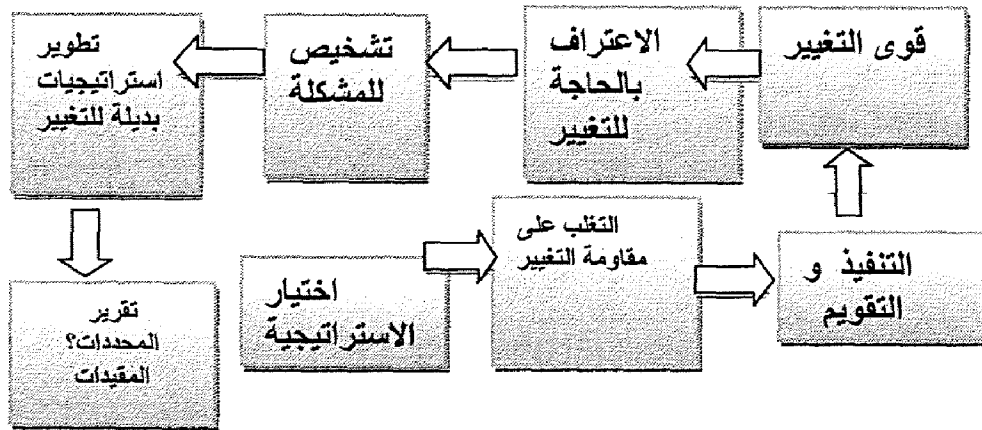 قوى التغيير
الاعتراف
بالحاجة
للتغيير
تشخيص
للمشكلة
تطوير
استراتيجيات
بديلة للتغيير
تقرير
المحددات؟
المقيدات
اختيار
الاستراتيجية
التغلب على
مقاومة التغيير
التنفيذ و
التقويم